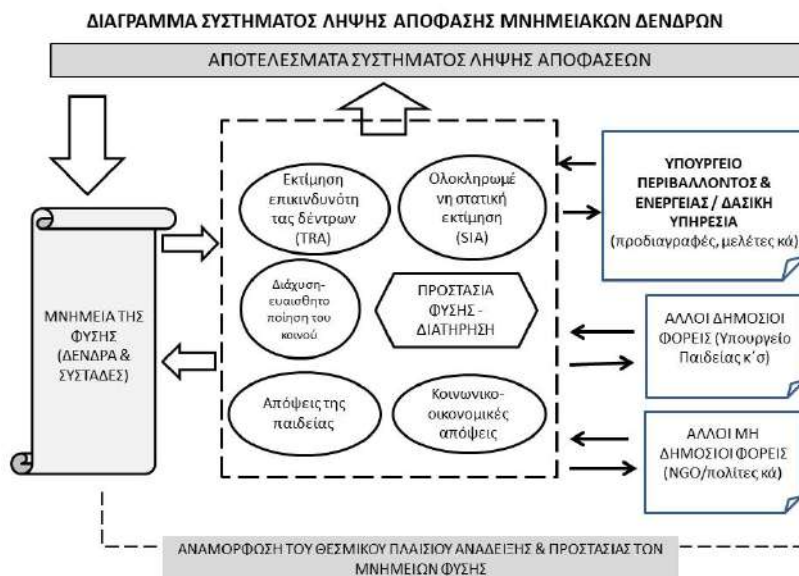 ΔΙΑΓΡΑΜΜΑ ΣΥΣΤΗΜΑΤΟΣ ΛΗΨΗΣ ΑΠΟΦΑΣΗΣ ΜΝΗΜΕΙΑΚΩΝ ΔΕΝΔΡΩΝ
ΑΠΟΤΕΛΕΣΜΑΤΑ ΣΥΣΤΗΜΑΤΟΣ ΛΗΨΗΣ ΑΠΟΦΑΣΕΩΝ
ΜΝΗΜΕΙΑ ΤΗΣ
ΦΥΣΗΣ
(ΔΕΝΔΡΑ &
ΣΥΣΤΑΔΕΣ)
Εκτίμηση
επικινδυνότη
τας δέντρων
(TRA)
Ολοκληρωμέ
νη στατική
εκτίμηση
(SIA)
Διάχυση-
ευαισθητο
ποίηση του
κοινού
ΠΡΟΣΤΑΣΙΑ
ΦΥΣΗΣ -
ΔΙΑΤΗΡΗΣΗ
Απόψεις της
παιδείας
Κοινωνικο-
οικονομικές
απόψεις
ΥΠΟΥΡΓΕΙΟ
ΠΕΡΙΒΑΛΛΟΝΤΟΣ &
ΕΝΕΡΓΕΙΑΣ / ΔΑΣΙΚΗ
ΥΠΗΡΕΣΙΑ
(προδιαγραφές, μελέτες κά)
ΑΛΛΟΙ ΔΗΜΟΣΙΟΙ
ΦΟΡΕΙΣ (Υπουργείο
Παιδείας κ΄σ)
ΑΛΛΟΙ ΜΗ
ΔΗΜΟΣΙΟΙ ΦΟΡΕΙΣ
(NGO/πολίτες κά)
ΑΝΑΜΟΡΦΩΣΗ ΤΟΥ ΘΕΣΜΙΚΟΥ ΠΛΑΙΣΙΟΥ ΑΝΑΔΕΙΞΗΣ & ΠΡΟΣΤΑΣΙΑΣ ΤΩΝ
ΜΝΗΜΕΙΩΝ ΦΥΣΗΣ